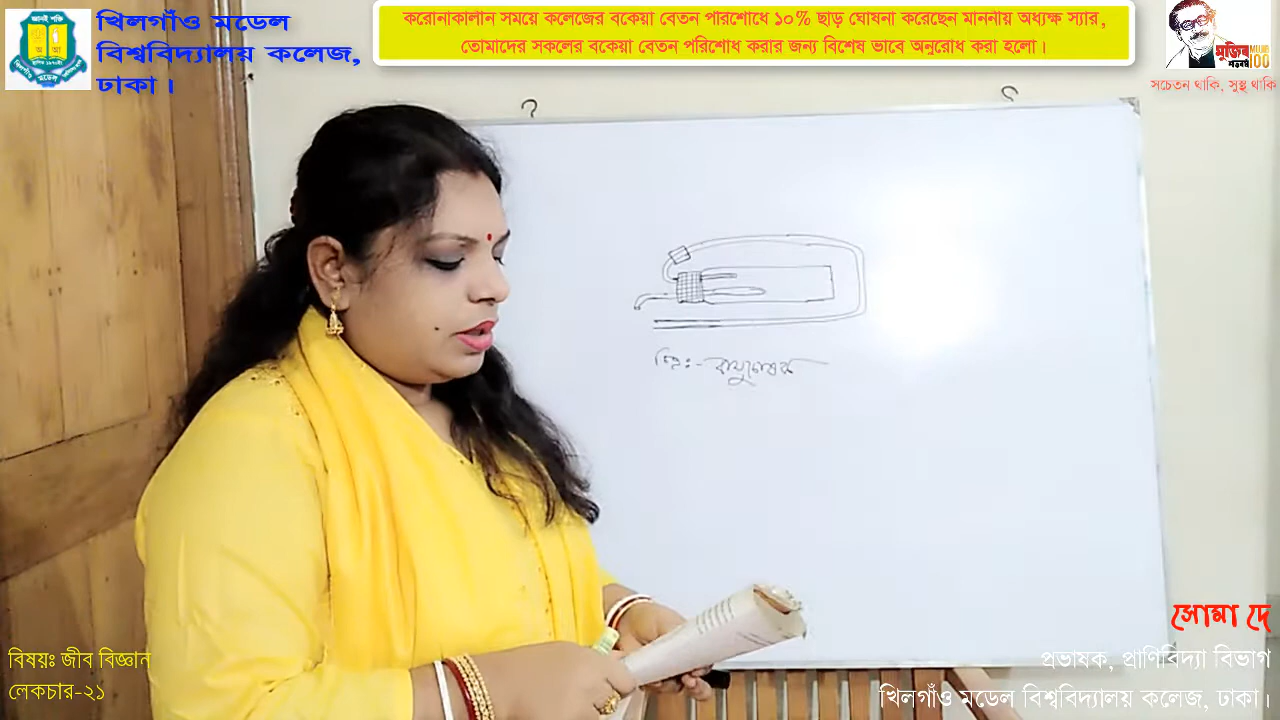 খিলগাঁও মডেল
বিশ্ববিদ্যালয় কলেজ,
ঢাকা।
করোনাকালীন সময়ে কলেজের বকেয়া বেতন পরিশোধে ১০% ছাড় ঘোষনা করেছেন মাননীয় অধ্যক্ষ স্যার,
তোমাদের সকলের বকেয়া বেতন পরিশোধ করার জন্য বিশেষ ভাবে অনুরোধ করা হলো।
মুজিব
শতবর্ষ
100
সচেতন থাকি, সুস্থ থাকি
চিত্র:-
সোমা দে
প্রভাষক, প্রাণিবিদ্যা বিভাগ
খিলগাঁও মডেল বিশ্ববিদ্যালয় কলেজ, ঢাকা।
বিষয়ঃ জীব বিজ্ঞান
লেকচার-২১